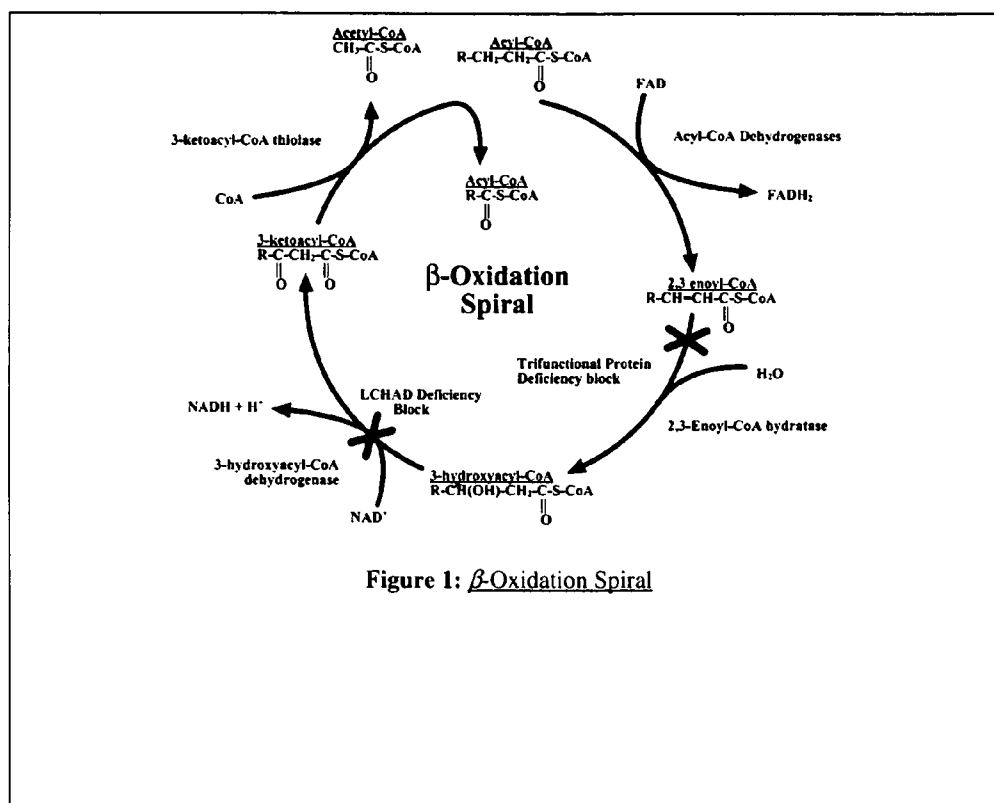 Acetyl-CoA
CH₃-C-S-CoA
||
O
Acyl-CoA
R-CH₂-CH₂-C-S-CoA
||
O
FAD
3-ketoacyl-CoA thiolase
Acyl-CoA Dehydrogenases
CoA
Acyl-CoA
R-C-S-CoA
||
O
FADH₂
3-ketoacyl-CoA
R-C-CH₂-C-S-CoA
|| ||
O O
β-Oxidation
Spiral
2,3 enoyl-CoA
R-CH=CH-C-S-CoA
||
O
Trifunctional Protein
Deficiency block
H₂O
LCHAD Deficiency
Block
NADH + H⁺
2,3-Enoyl-CoA hydratase
3-hydroxyacyl-CoA
dehydrogenase
3-hydroxyacyl-CoA
R-CH(OH)-CH₂-C-S-CoA
||
O
NAD⁺
Figure 1: β-Oxidation Spiral